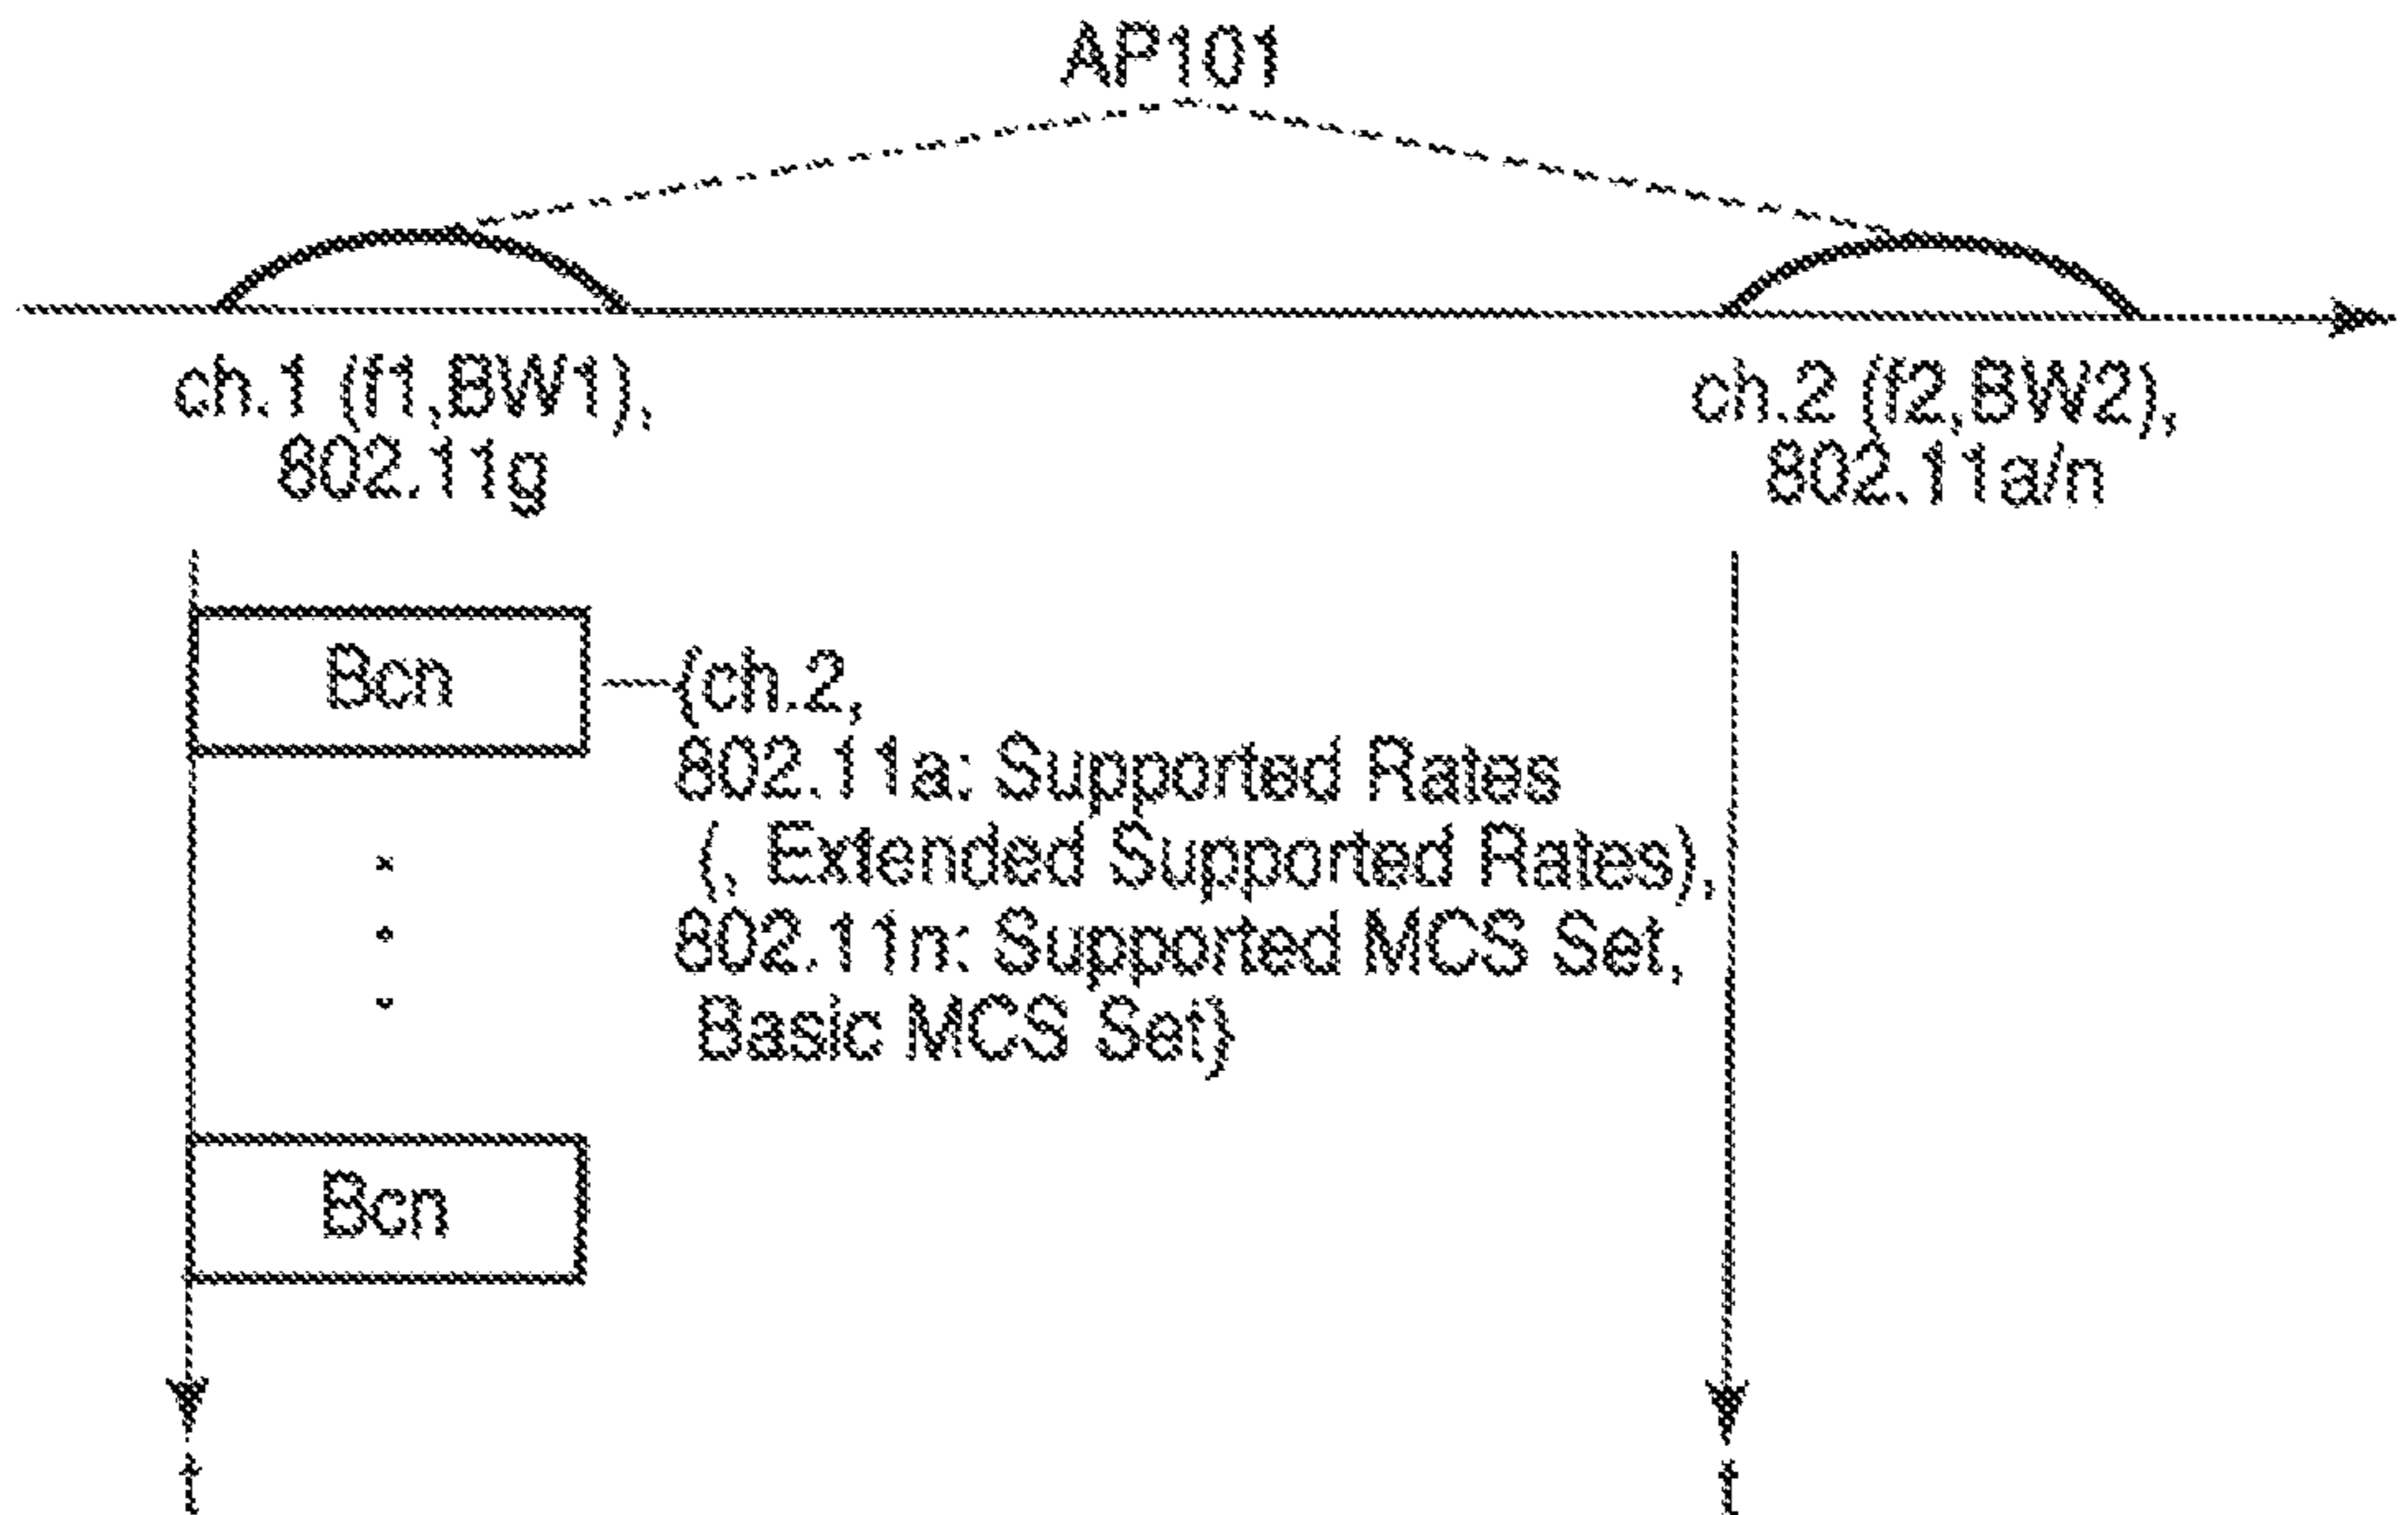 AP101
ch.1 (f1,BW1),
802.11g
ch.2 (f2,BW2),
802.11a/n
Bcn
{ch.2,
802.11a: Supported Rates
(, Extended Supported Rates),
802.11n: Supported MCS Set,
Basic MCS Set}
Bcn
t
t